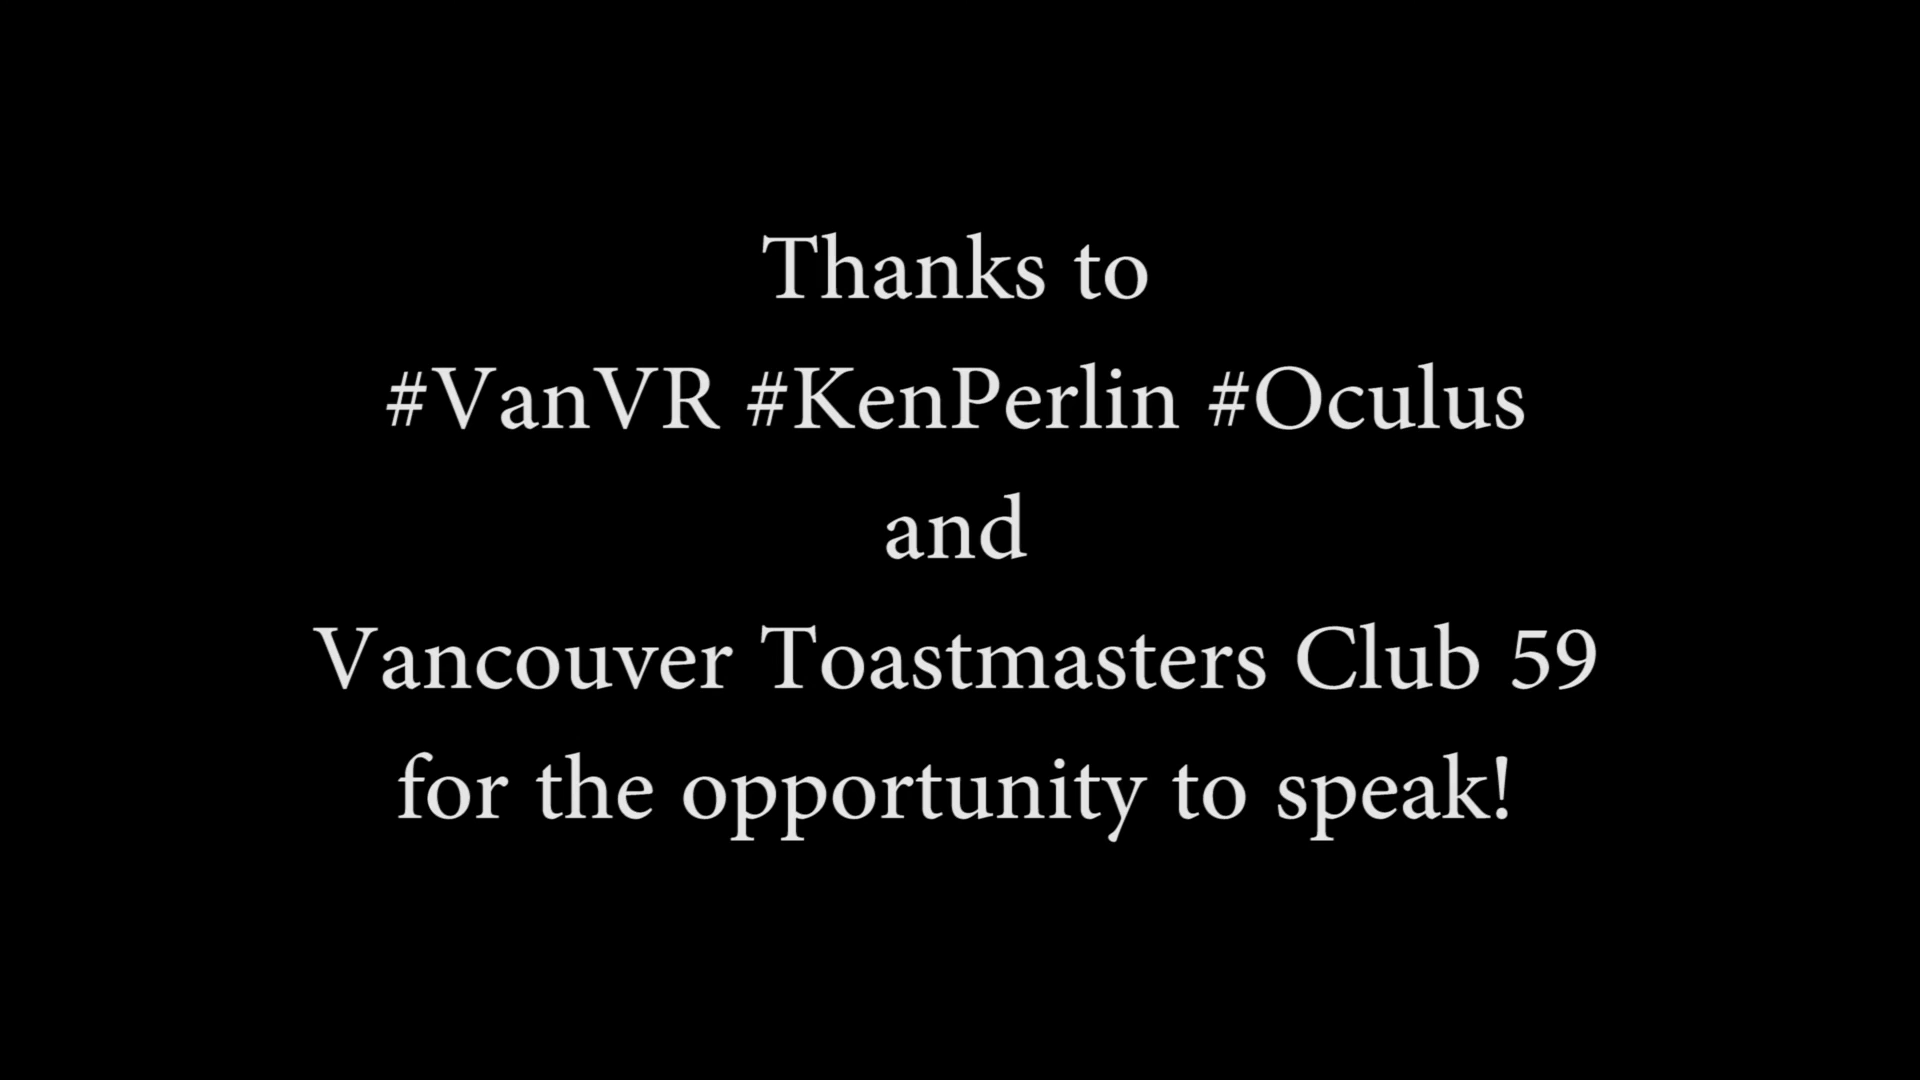 Thanks to
#VanVR #KenPerlin #Oculus
and
Vancouver Toastmasters Club 59
for the opportunity to speak!